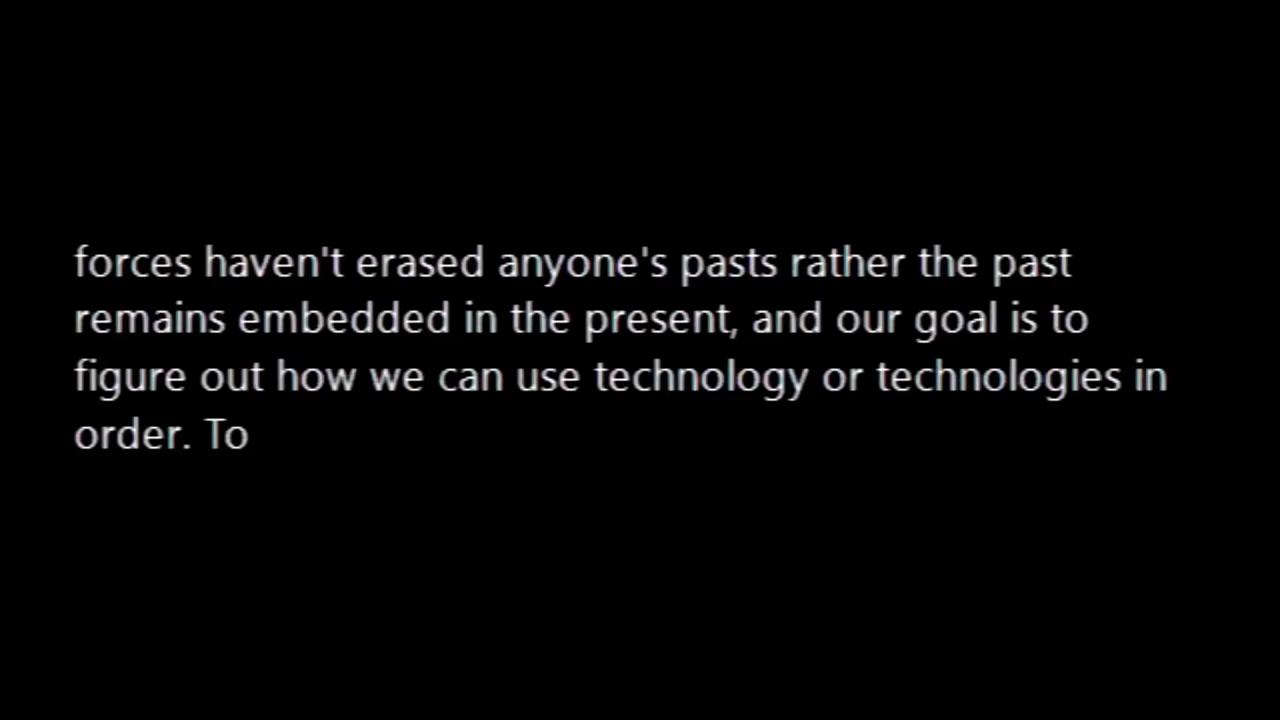 forces haven't erased anyone's pasts rather the past
remains embedded in the present, and our goal is to
figure out how we can use technology or technologies in
order. To